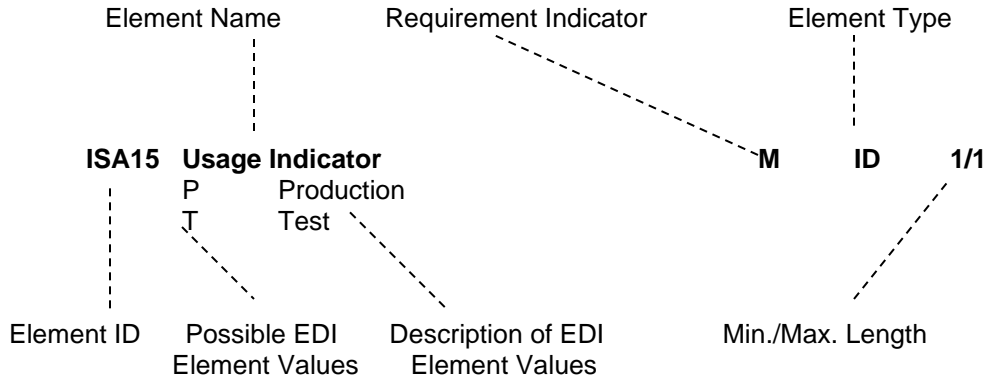 Element Name Requirement Indicator Element Type
ISA15 Usage Indicator M ID 1/1
P Production
T Test
Element ID Possible EDI Description of EDI Min./Max. Length
Element Values Element Values